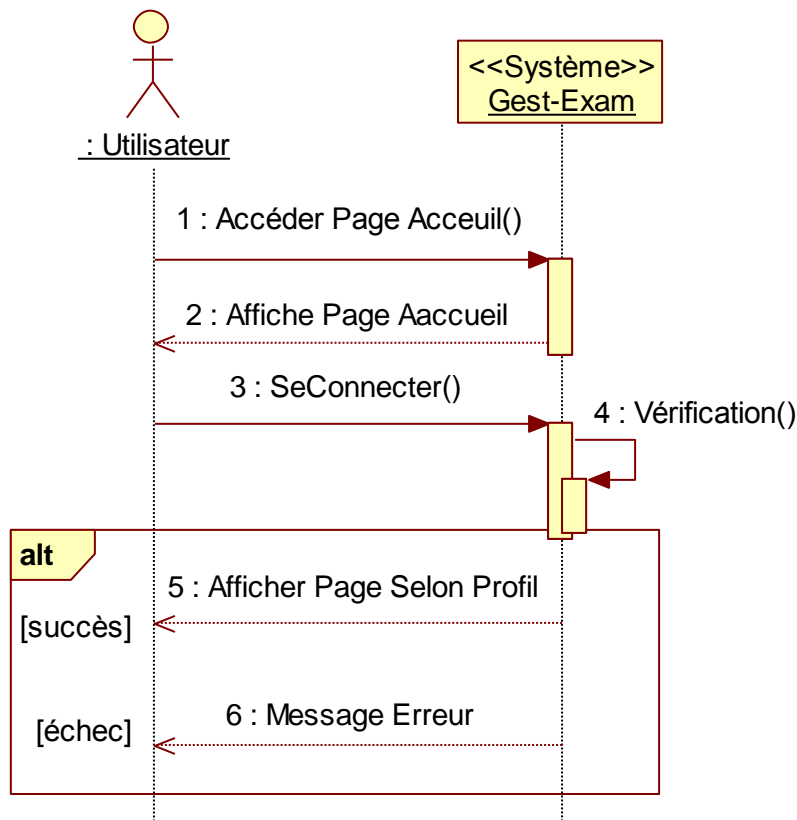 <<Système>>
Gest-Exam
: Utilisateur
1 : Accéder Page Acceuil()
2 : Affiche Page Aaccueil
3 : SeConnecter()
4 : Vérification()
alt
5 : Afficher Page Selon Profil
[succès]
6 : Message Erreur
[échec]